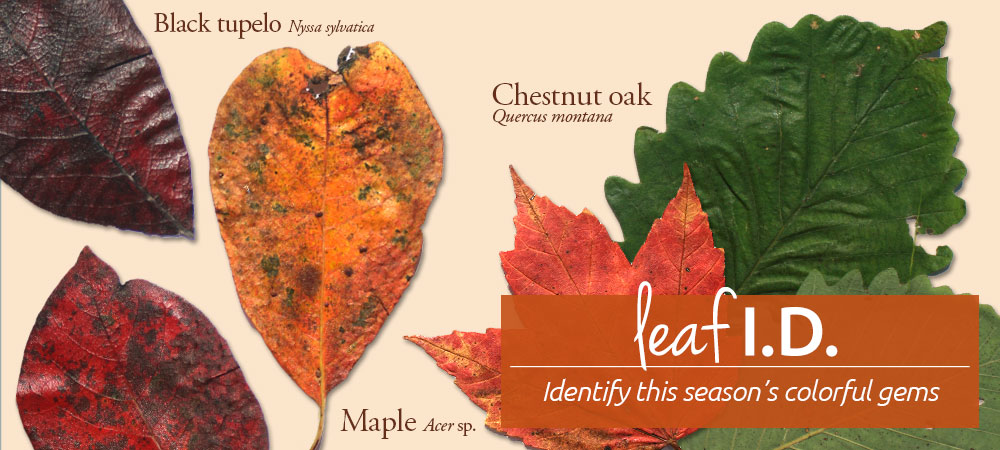 Black tupelo Nyssa sylvatica
Chestnut oak
Quercus montana
leaf I.D.
Identify this season's colorful gems
Maple Acer sp.